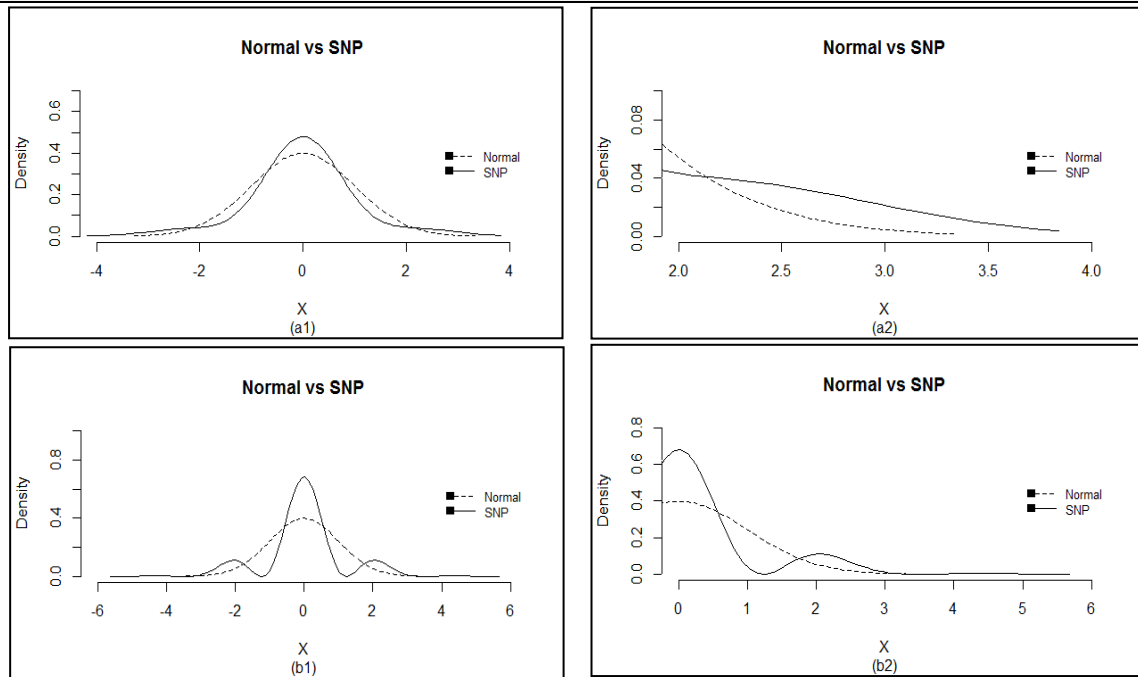 Normal vs SNP
Density
0.0 0.2 0.4 0.6
Normal
SNP
-4 -2 0 2 4
X
(a1)
Normal vs SNP
Density
0.00 0.04 0.08
Normal
SNP
2.0 2.5 3.0 3.5 4.0
X
(a2)
Normal vs SNP
Density
0.0 0.4 0.8
Normal
SNP
-6 -4 -2 0 2 4 6
X
(b1)
Normal vs SNP
Density
0.0 0.2 0.4 0.6 0.8
Normal
SNP
0 1 2 3 4 5 6
X
(b2)